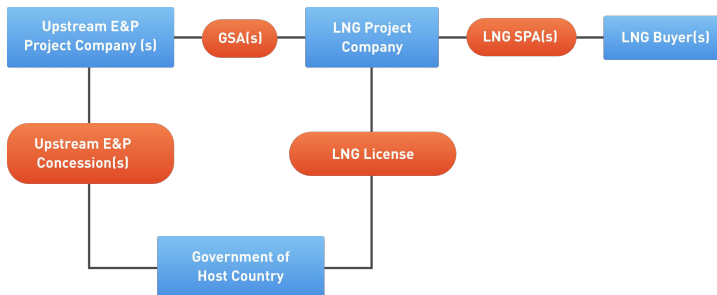 Upstream E&P
Project Company (s)
GSA(s)
LNG Project
Company
LNG SPA(s)
LNG Buyer(s)
Upstream E&P
Concession(s)
LNG License
Government of
Host Country